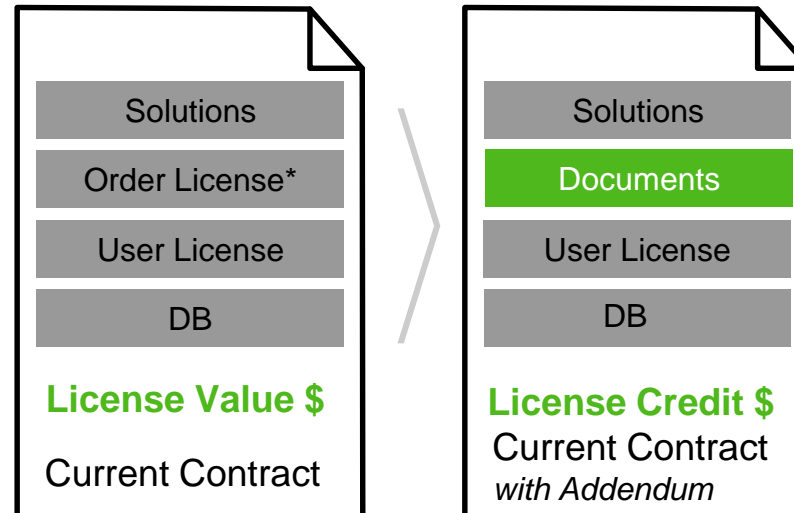 Solutions
Order License*
User License
DB
License Value $
Current Contract
Solutions
Documents
User License
DB
License Credit $
Current Contract
with Addendum